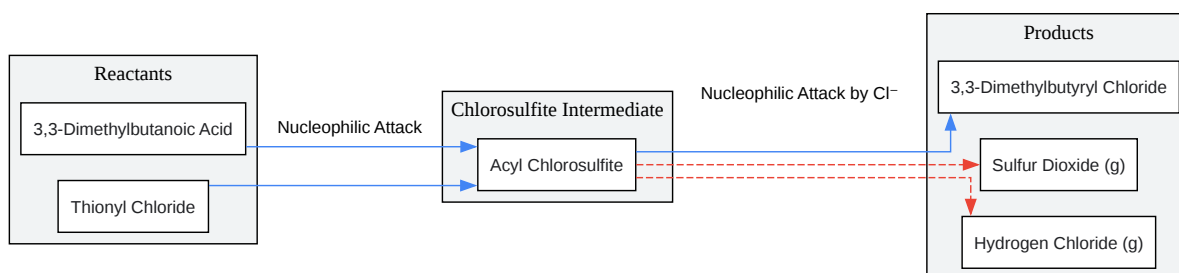 Reactants
3,3-Dimethylbutanoic Acid
Thionyl Chloride
Nucleophilic Attack
Chlorosulfite Intermediate
Acyl Chlorosulfite
Nucleophilic Attack by Cl⁻
Products
3,3-Dimethylbutyryl Chloride
Sulfur Dioxide (g)
Hydrogen Chloride (g)